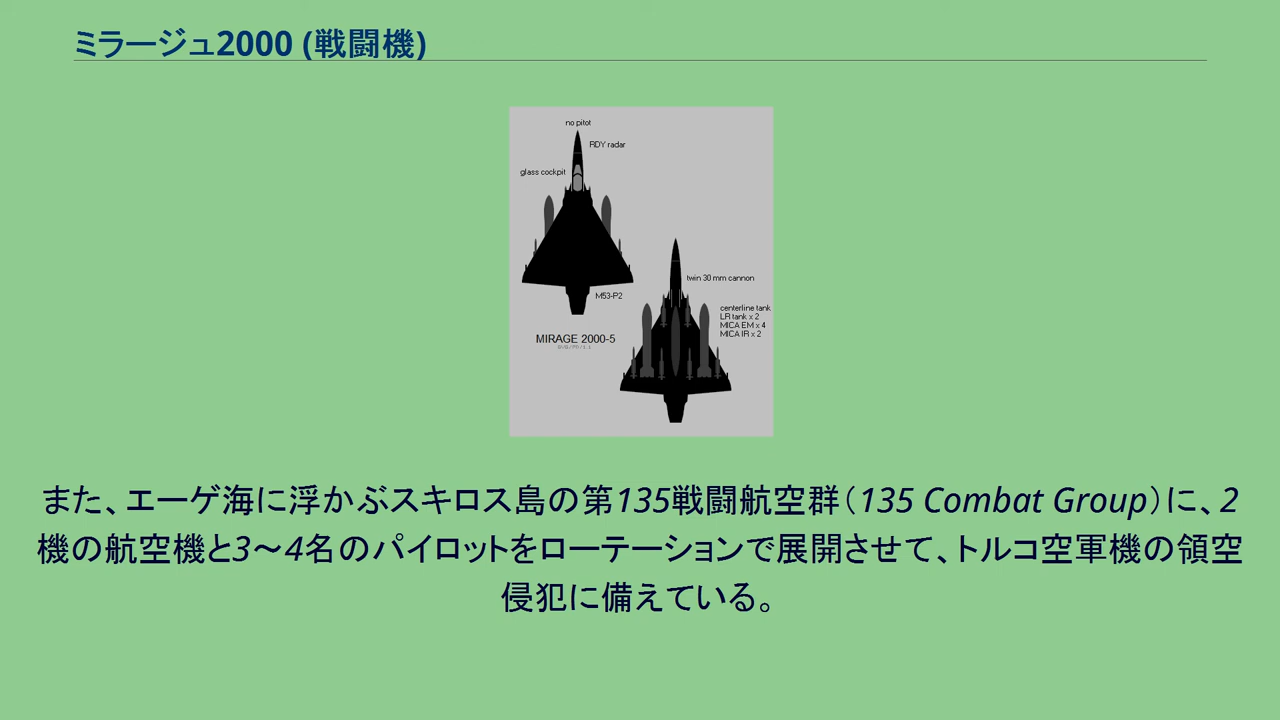 ミラージュ2000 (戦闘機)
no pitot
RDY radar
glass cockpit
M53-P2
MIRAGE 2000-5
twin 30 mm cannon
centerline tank
LR tank x 2
MICA EM x 4
MICA IR x 2
また、エーゲ海に浮かぶスキロス島の第135戦闘航空群（135 Combat Group）に、2
機の航空機と3〜4名のパイロットをローテーションで展開させて、トルコ空軍機の領空
侵犯に備えている。